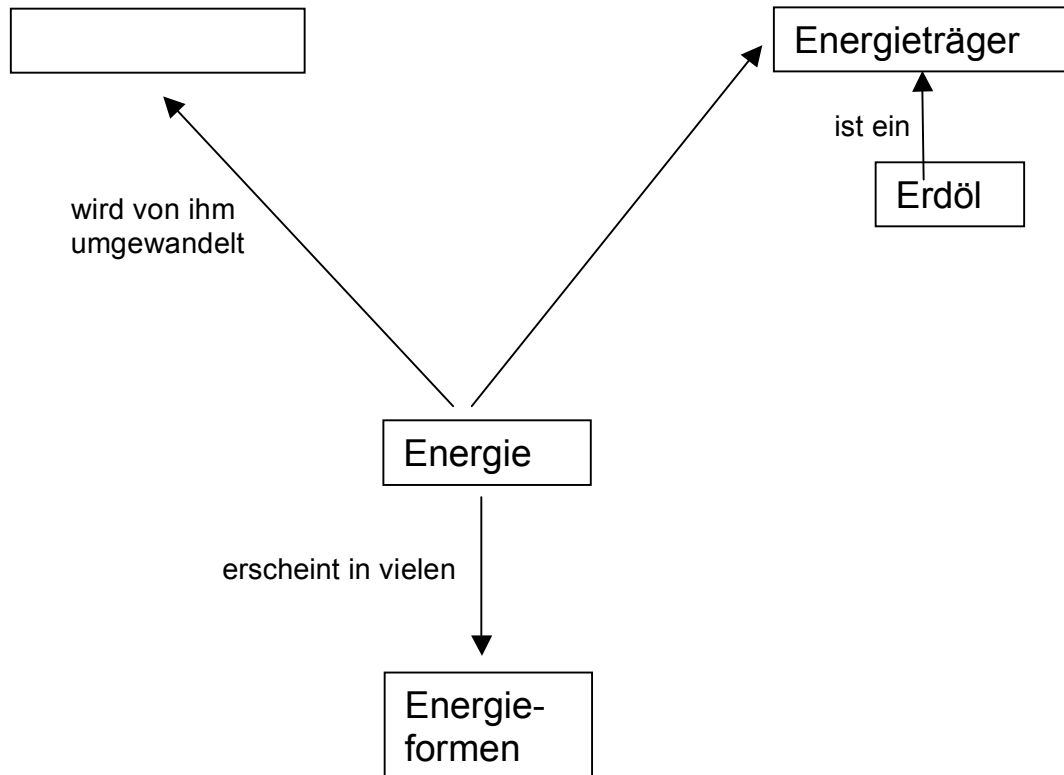 Energieträger
ist ein
Erdöl
wird von ihm
umgewandelt
Energie
erscheint in vielen
Energie-
formen